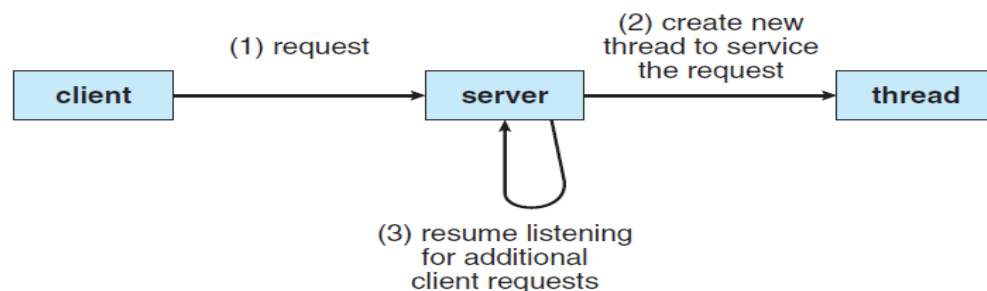 (1) request
(2) create new
thread to service
the request
client
server
thread
(3) resume listening
for additional
client requests